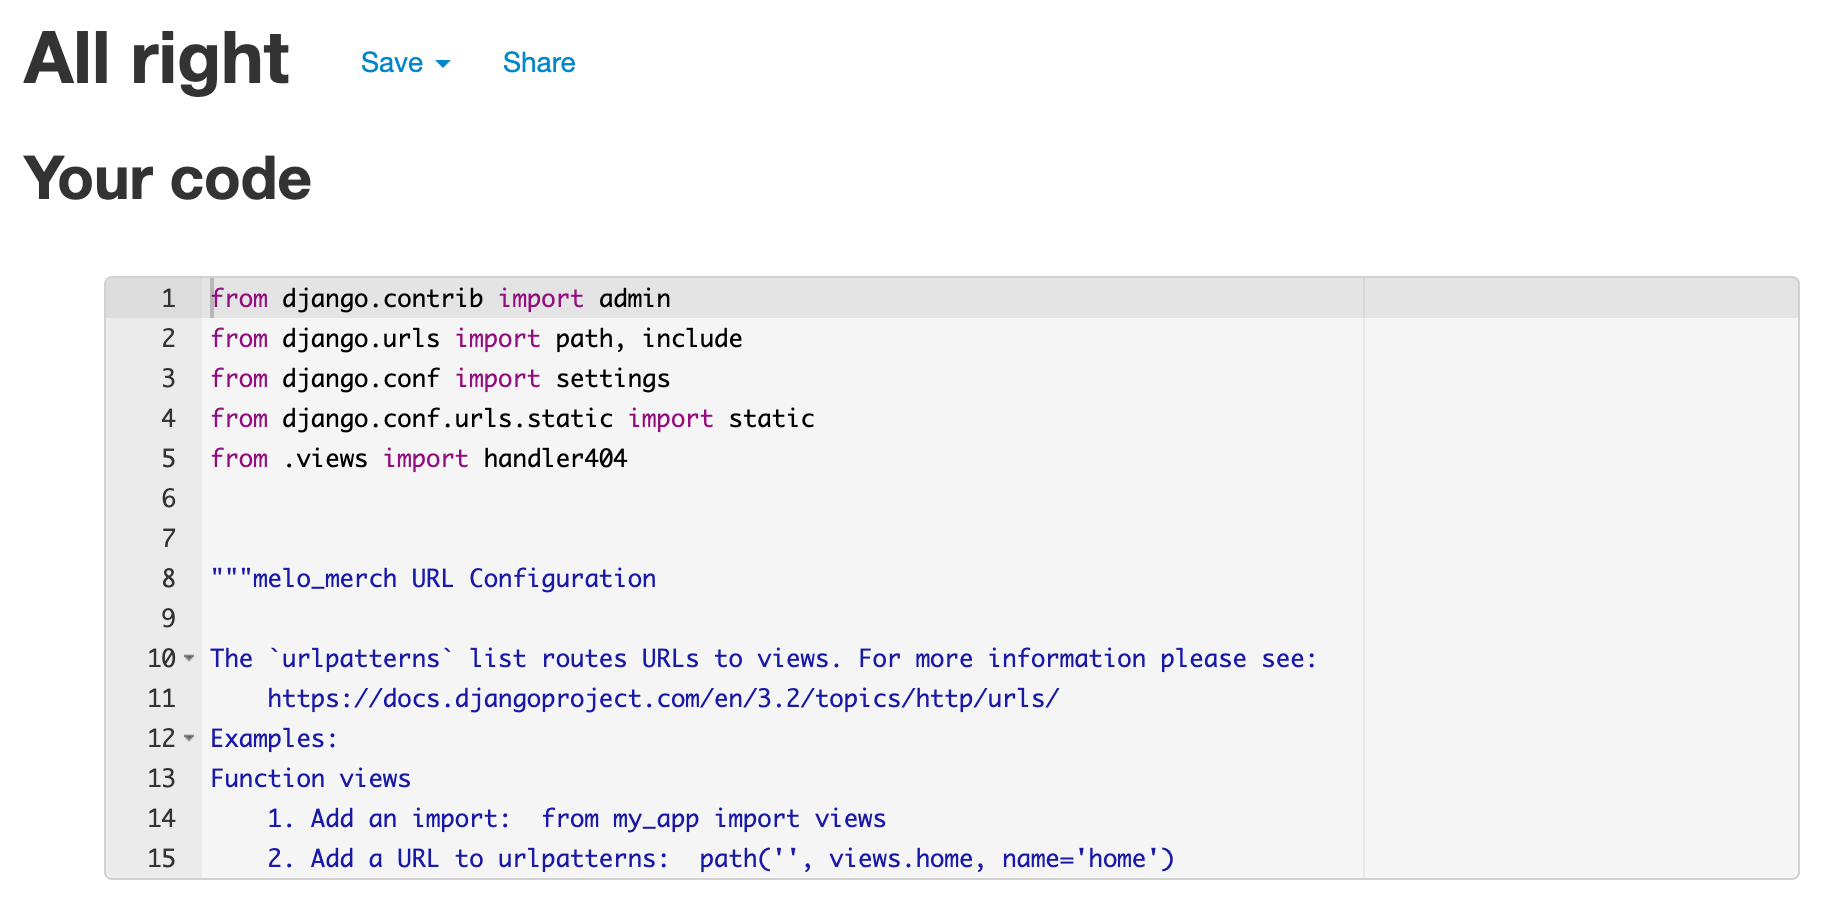 All right Save Share
Your code
1 from django.contrib import admin
2 from django.urls import path, include
3 from django.conf import settings
4 from django.conf.urls.static import static
5 from .views import handler404
6
7
8 """melo_merch URL Configuration
9
10 The `urlpatterns` list routes URLs to views. For more information please see:
11     https://docs.djangoproject.com/en/3.2/topics/http/urls/
12 Examples:
13 Function views
14     1. Add an import:  from my_app import views
15     2. Add a URL to urlpatterns:  path('', views.home, name='home')